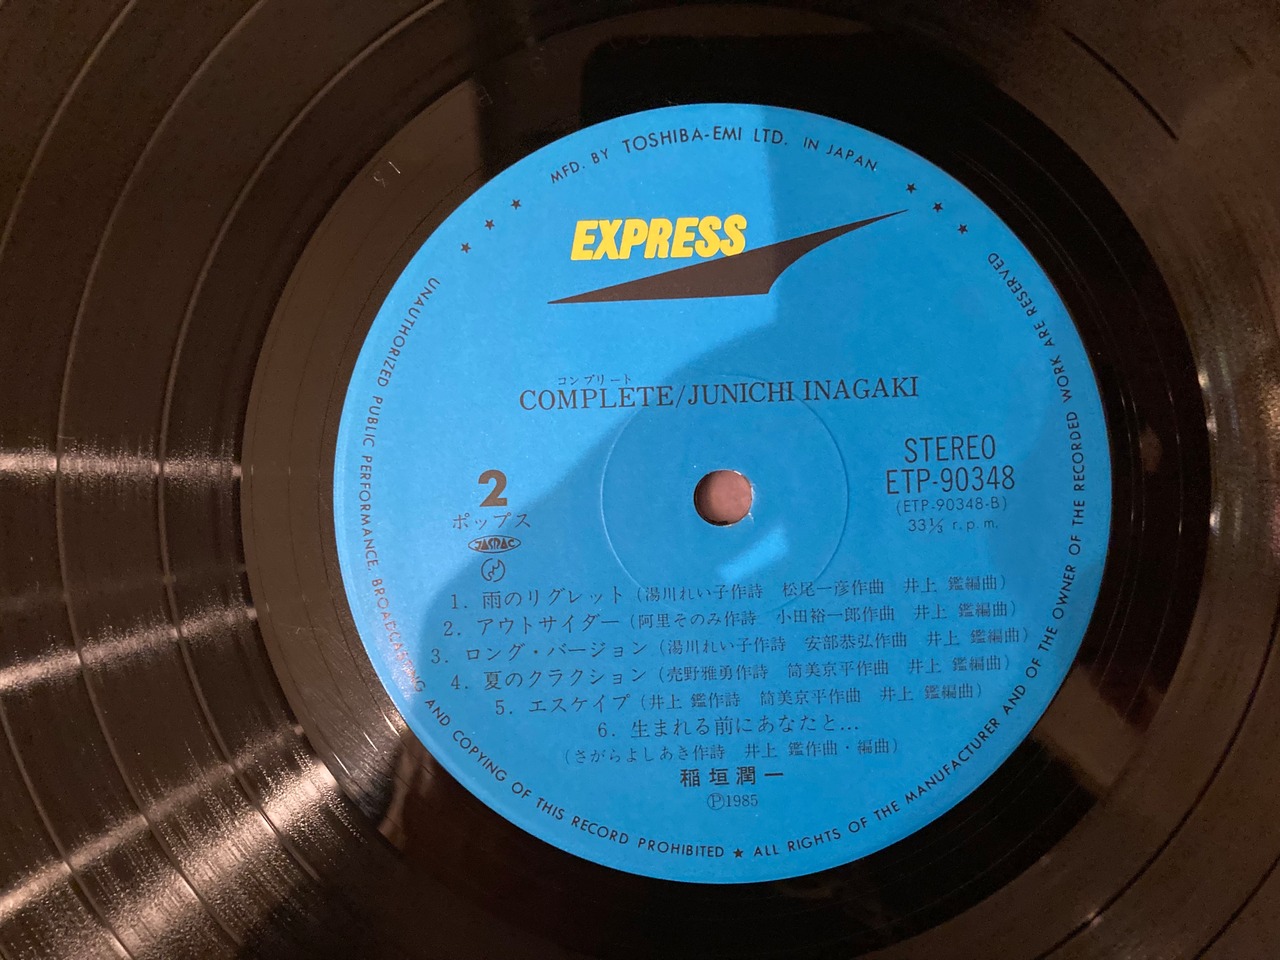 MFD. BY TOSHIBA-EMI LTD. IN JAPAN
EXPRESS
コンプリート
COMPLETE/JUNICHI INAGAKI
STEREO
ETP-90348
(ETP-90348-B)
33⅓ r.p.m.
2
ポップス
JASRAC
1. 雨のリグレット (湯川れい子作詩 松尾一彦作曲 井上 鑑編曲)
2. アウトサイダー (阿里そのみ作詩 小田裕一郎作曲 井上 鑑編曲)
3. ロング・バージョン (湯川れい子作詩 安部恭弘作曲 井上 鑑編曲)
4. 夏のクラクション (売野雅勇作詩 筒美京平作曲 井上 鑑編曲)
5. エスケイプ (井上 鑑作詩 筒美京平作曲 井上 鑑編曲)
6. 生まれる前にあなたと…
(さがらよしあき作詩 井上 鑑作曲・編曲)
稲垣潤一
Ⓟ1985
UNAUTHORIZED PUBLIC PERFORMANCE, BROADCASTING AND COPYING OF THIS RECORD PROHIBITED ★ ALL RIGHTS OF THE MANUFACTURER AND OF THE OWNER OF THE RECORDED WORK ARE RESERVED